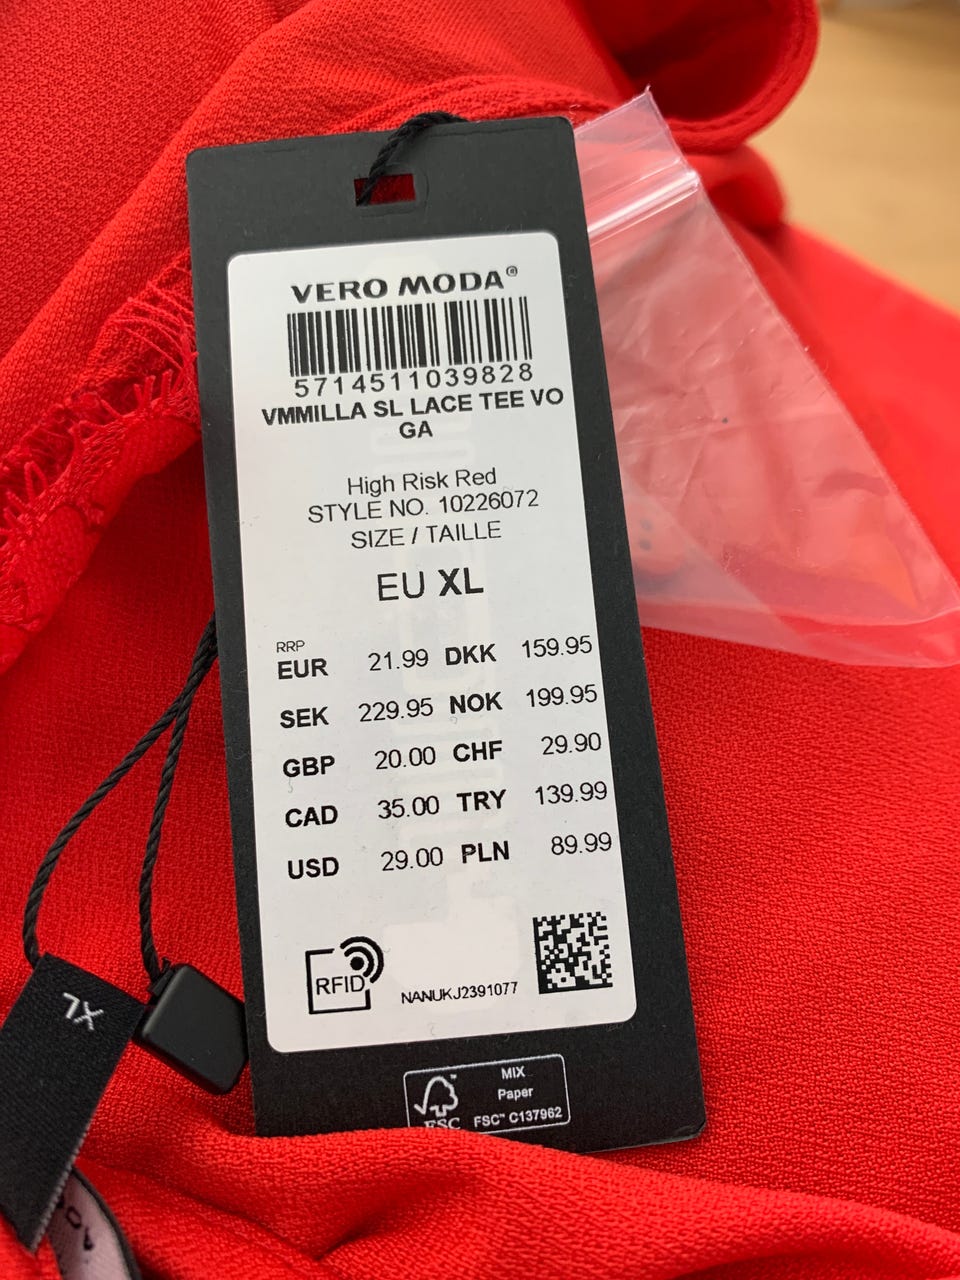 VERO MODA®
5714511039828
VMMILLA SL LACE TEE VO
GA
High Risk Red
STYLE NO. 10226072
SIZE / TAILLE
EU XL
RRP
EUR 21.99 DKK 159.95
SEK 229.95 NOK 199.95
GBP 20.00 CHF 29.90
CAD 35.00 TRY 139.99
USD 29.00 PLN 89.99
RFID
NANUKJ2391077
XL
MIX
Paper
FSC™ C137962
FSC